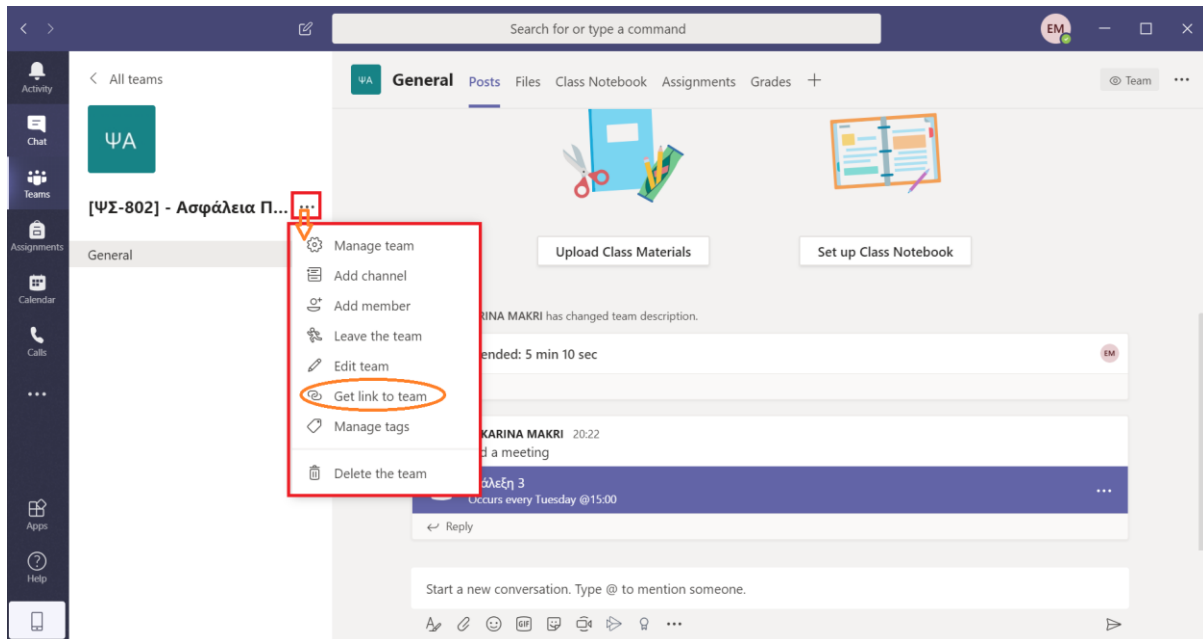 Search for or type a command
EM
Activity
Chat
Teams
Assignments
Calendar
Calls
Apps
Help
All teams
ΨΑ
[ΨΣ-802] - Ασφάλεια Π...
General
Manage team
Add channel
Add member
Leave the team
Edit team
Get link to team
Manage tags
Delete the team
ΨΑ General Posts Files Class Notebook Assignments Grades
Team
Upload Class Materials
Set up Class Notebook
MAKRI has changed team description.
ended: 5 min 10 sec
EM
KARINA MAKRI 20:22
a meeting
3
Occurs every Tuesday @15:00
Reply
Start a new conversation. Type @ to mention someone.
GIF